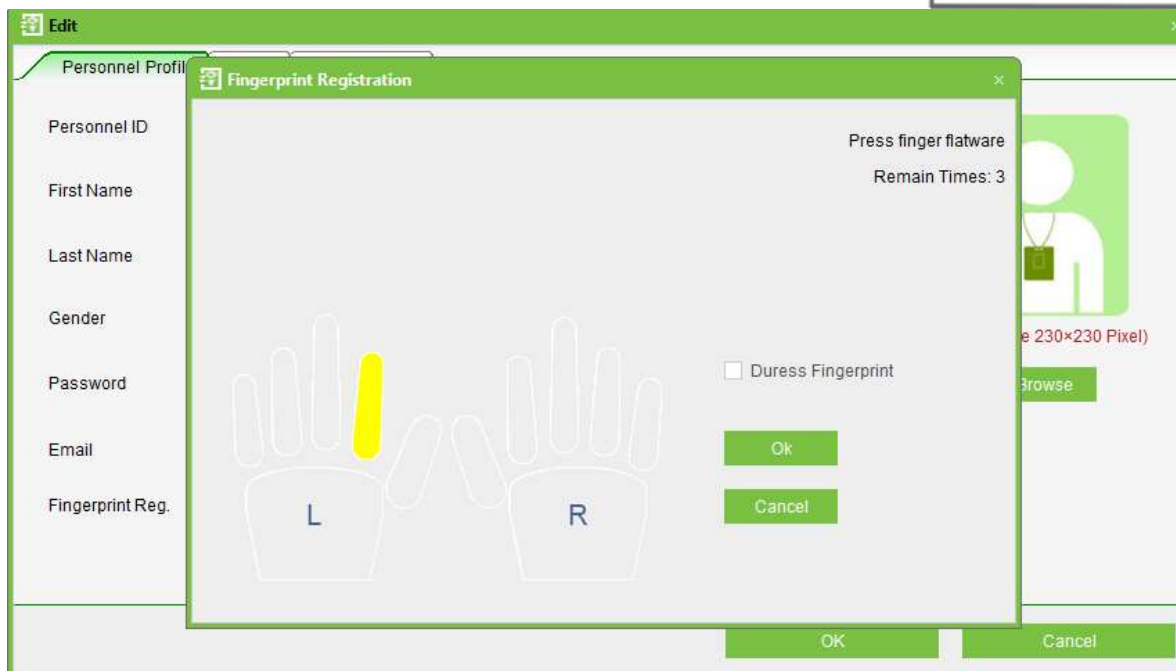 Edit
Personnel Profil
Fingerprint Registration
Personnel ID
Press finger flatware
Remain Times: 3
First Name
Last Name
Gender
e 230×230 Pixel)
Duress Fingerprint
Password
Browse
Email
Ok
Fingerprint Reg.
Cancel
L
R
OK
Cancel